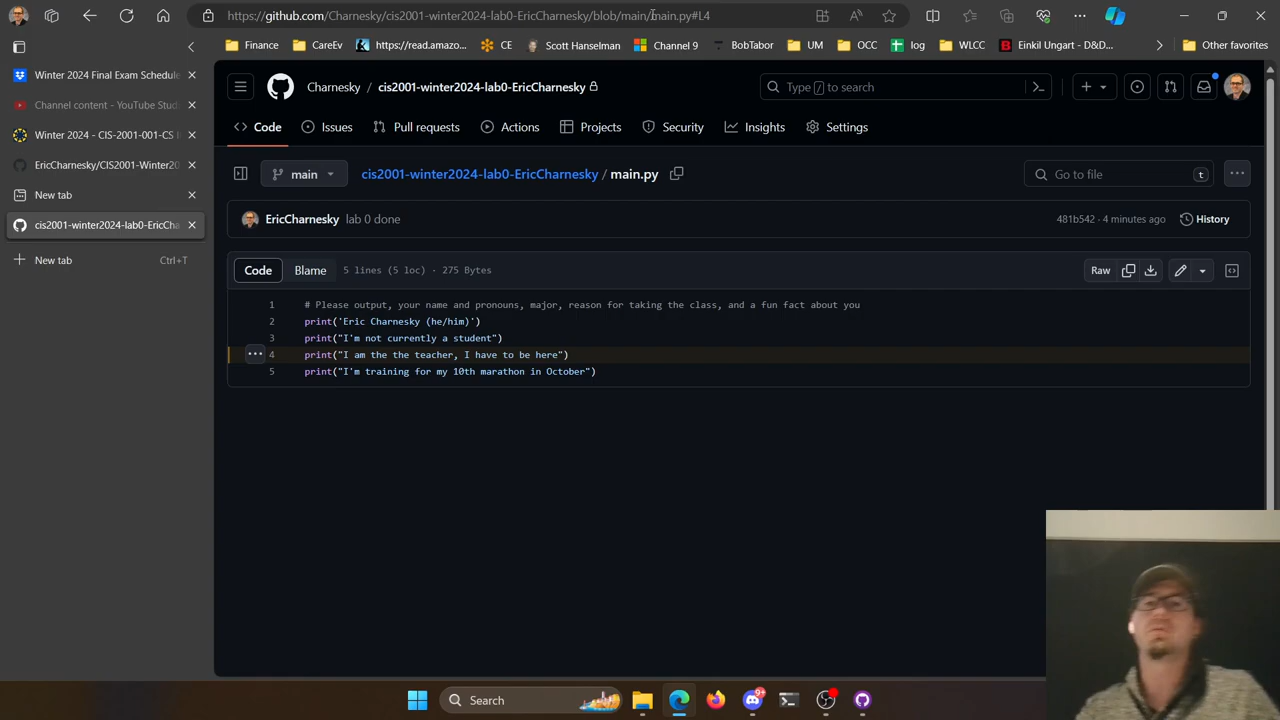 https://github.com/Charnesky/cis2001-winter2024-lab0-EricCharnesky/blob/main/main.py#L4
Finance
CareEv
https://read.amazo...
CE
Scott Hanselman
Channel 9
BobTabor
UM
OCC
log
WLCC
Einkil Ungart - D&D...
Other favorites
Winter 2024 Final Exam Schedule
Channel content - YouTube Stud
Winter 2024 - CIS-2001-001-CS
EricCharnesky/CIS2001-Winter20
New tab
cis2001-winter2024-lab0-EricCha
New tab Ctrl+T
Charnesky / cis2001-winter2024-lab0-EricCharnesky
Type / to search
Code
Issues
Pull requests
Actions
Projects
Security
Insights
Settings
main
cis2001-winter2024-lab0-EricCharnesky / main.py
Go to file t
EricCharnesky lab 0 done
481b542 · 4 minutes ago
History
Code
Blame
5 lines (5 loc) · 275 Bytes
Raw
1 # Please output, your name and pronouns, major, reason for taking the class, and a fun fact about you
2 print('Eric Charnesky (he/him)')
3 print("I'm not currently a student")
4 print("I am the the teacher, I have to be here")
5 print("I'm training for my 10th marathon in October")
Search
9+